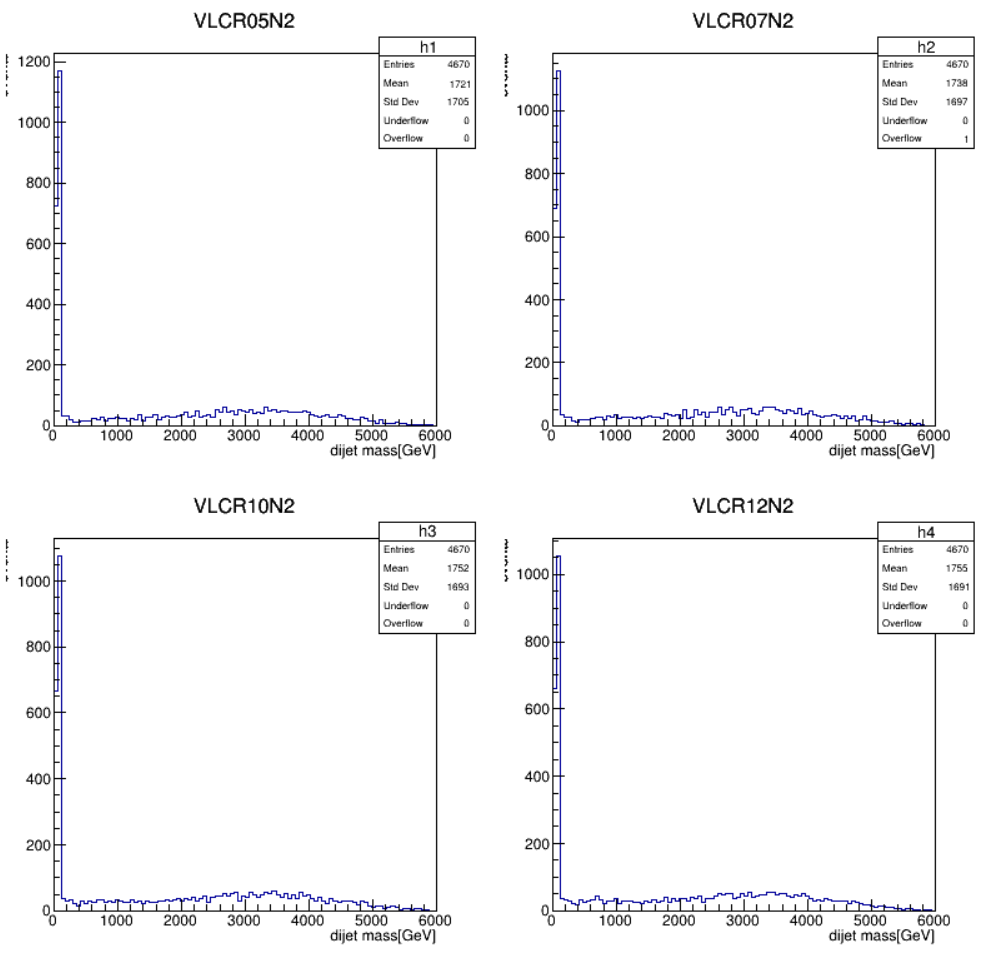 VLCR05N2
h1
Entries 4670
Mean 1721
Std Dev 1705
Underflow 0
Overflow 0
1200
1000
800
600
400
200
0
0 1000 2000 3000 4000 5000 6000
dijet mass[GeV]
VLCR07N2
h2
Entries 4670
Mean 1738
Std Dev 1697
Underflow 0
Overflow 1
1000
800
600
400
200
0
0 1000 2000 3000 4000 5000 6000
dijet mass[GeV]
VLCR10N2
h3
Entries 4670
Mean 1752
Std Dev 1693
Underflow 0
Overflow 0
1000
800
600
400
200
0
0 1000 2000 3000 4000 5000 6000
dijet mass[GeV]
VLCR12N2
h4
Entries 4670
Mean 1755
Std Dev 1691
Underflow 0
Overflow 0
1000
800
600
400
200
0
0 1000 2000 3000 4000 5000 6000
dijet mass[GeV]